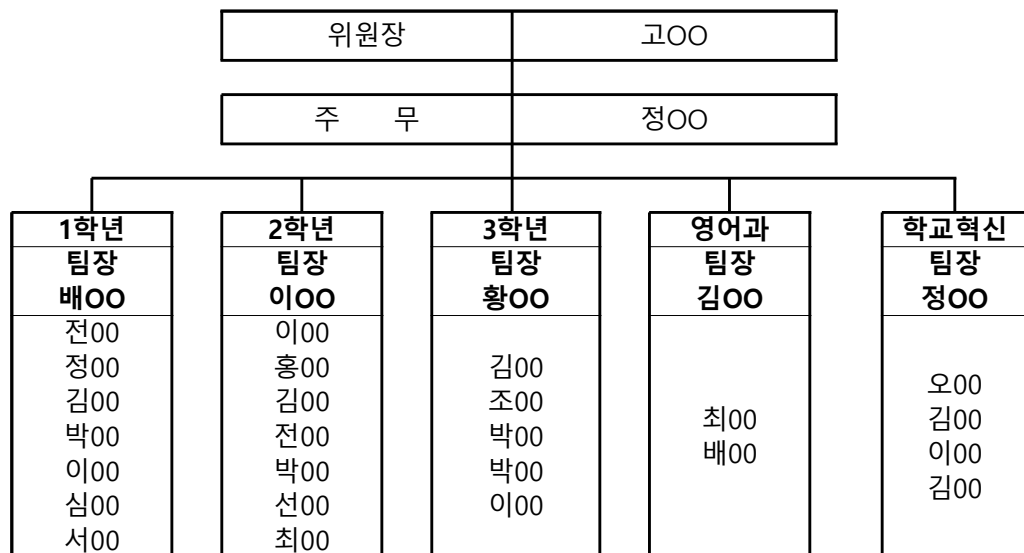 위원장 고OO
주 무 정OO
1학년 2학년 3학년 영어과 학교혁신
팀장 팀장 팀장 팀장 팀장
배OO 이OO 황OO 김OO 정OO
전00
정00
김00
박00
이00
심00
서00
이00
홍00
김00
전00
박00
선00
최00
김00
조00
박00
박00
이00
최00
배00
오00
김00
이00
김00